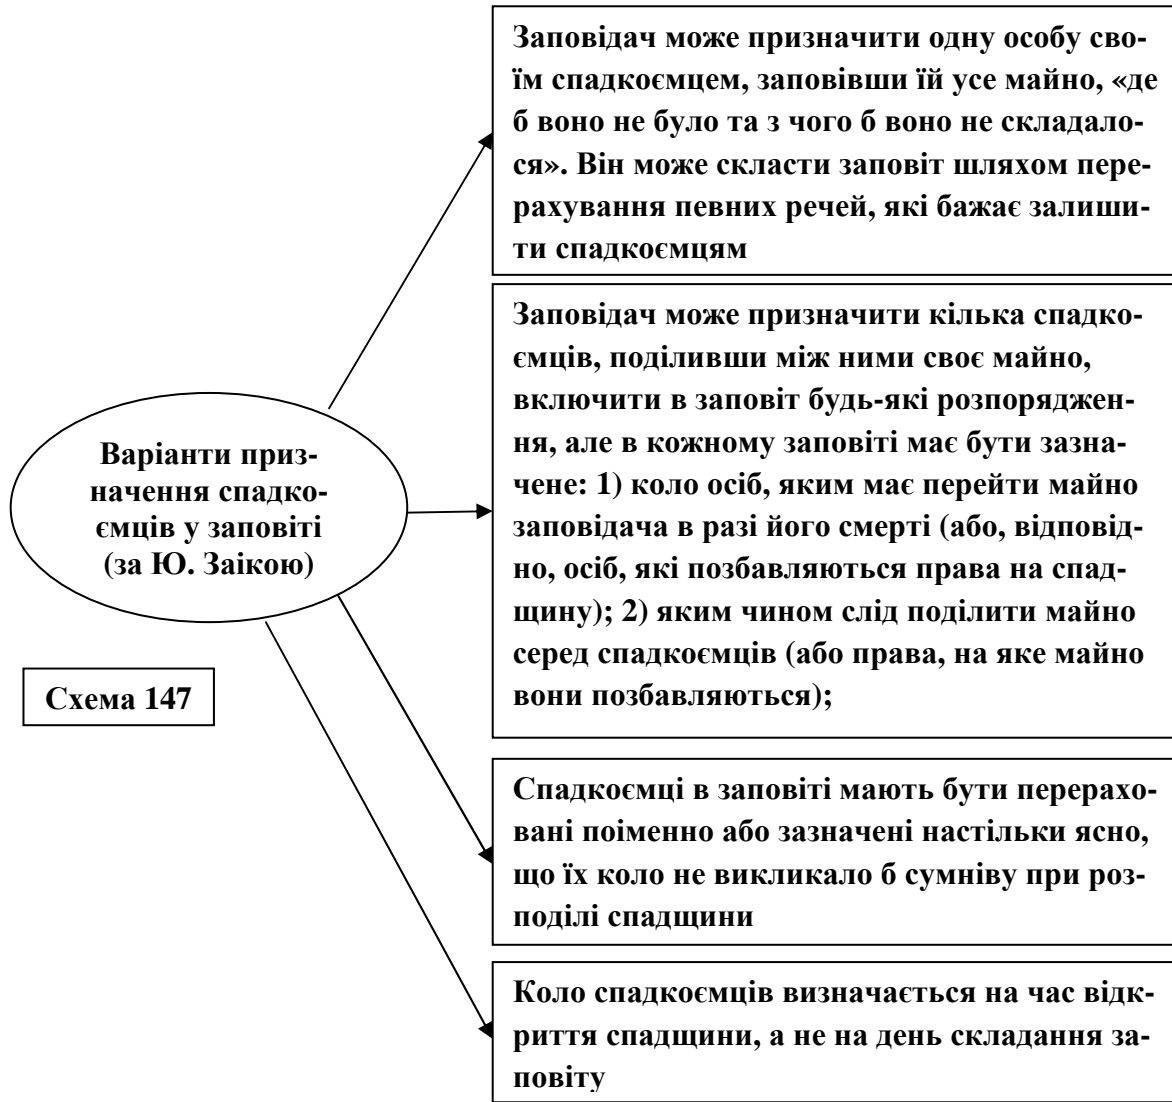 Заповідач може призначити одну особу сво-
їм спадкоємцем, заповівши їй усе майно, «де
б воно не було та з чого б воно не складало-
ся». Він може скласти заповіт шляхом пере-
рахування певних речей, які бажає залиши-
ти спадкоємцям
Заповідач може призначити кілька спадко-
ємців, поділивши між ними своє майно,
включити в заповіт будь-які розпоряджен-
ня, але в кожному заповіті має бути зазна-
чене: 1) коло осіб, яким має перейти майно
заповідача в разі його смерті (або, відповід-
но, осіб, які позбавляються права на спад-
щину); 2) яким чином слід поділити майно
серед спадкоємців (або права, на яке майно
вони позбавляються);
Варіанти приз-
начення спадко-
ємців у заповіті
(за Ю. Заікою)
Схема 147
Спадкоємці в заповіті мають бути перерахо-
вані поіменно або зазначені настільки ясно,
що їх коло не викликало б сумніву при роз-
поділі спадщини
Коло спадкоємців визначається на час відк-
риття спадщини, а не на день складання за-
повіту